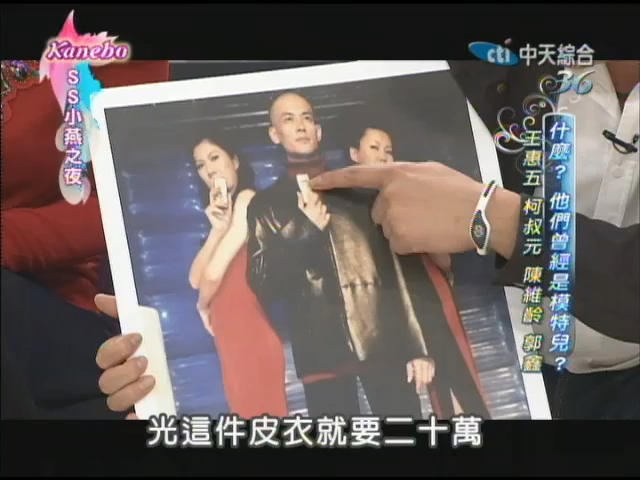 Kanebo
SS小燕之夜
cti 中天綜合
36
什麼？他們曾經是模特兒？
王惠五 柯叔元 陳維齡 郭鑫
光這件皮衣就要二十萬